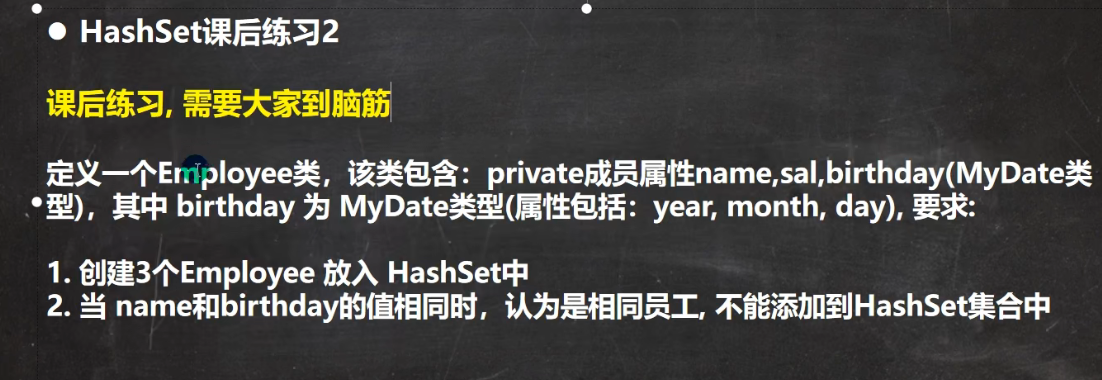 ● HashSet课后练习2
课后练习, 需要大家到脑筋
定义一个Employee类，该类包含：private成员属性name,sal,birthday(MyDate类
型)，其中 birthday 为 MyDate类型(属性包括：year, month, day), 要求:
1. 创建3个Employee 放入 HashSet中
2. 当 name和birthday的值相同时，认为是相同员工, 不能添加到HashSet集合中